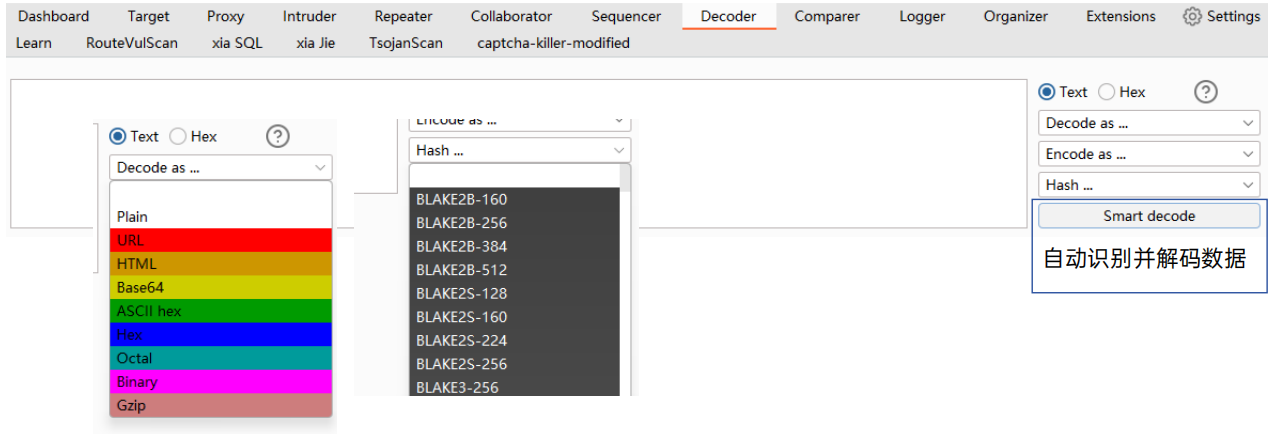 Dashboard Target Proxy Intruder Repeater Collaborator Sequencer Decoder Comparer Logger Organizer Extensions Settings
Learn RouteVulScan xia SQL xia Jie TsojanScan captcha-killer-modified
Text Hex ?
Decode as ...
Plain
URL
HTML
Base64
ASCII hex
Hex
Octal
Binary
Gzip
Encode as ...
Hash ...
BLAKE2B-160
BLAKE2B-256
BLAKE2B-384
BLAKE2B-512
BLAKE2S-128
BLAKE2S-160
BLAKE2S-224
BLAKE2S-256
BLAKE3-256
Text Hex ?
Decode as ...
Encode as ...
Hash ...
Smart decode
自动识别并解码数据